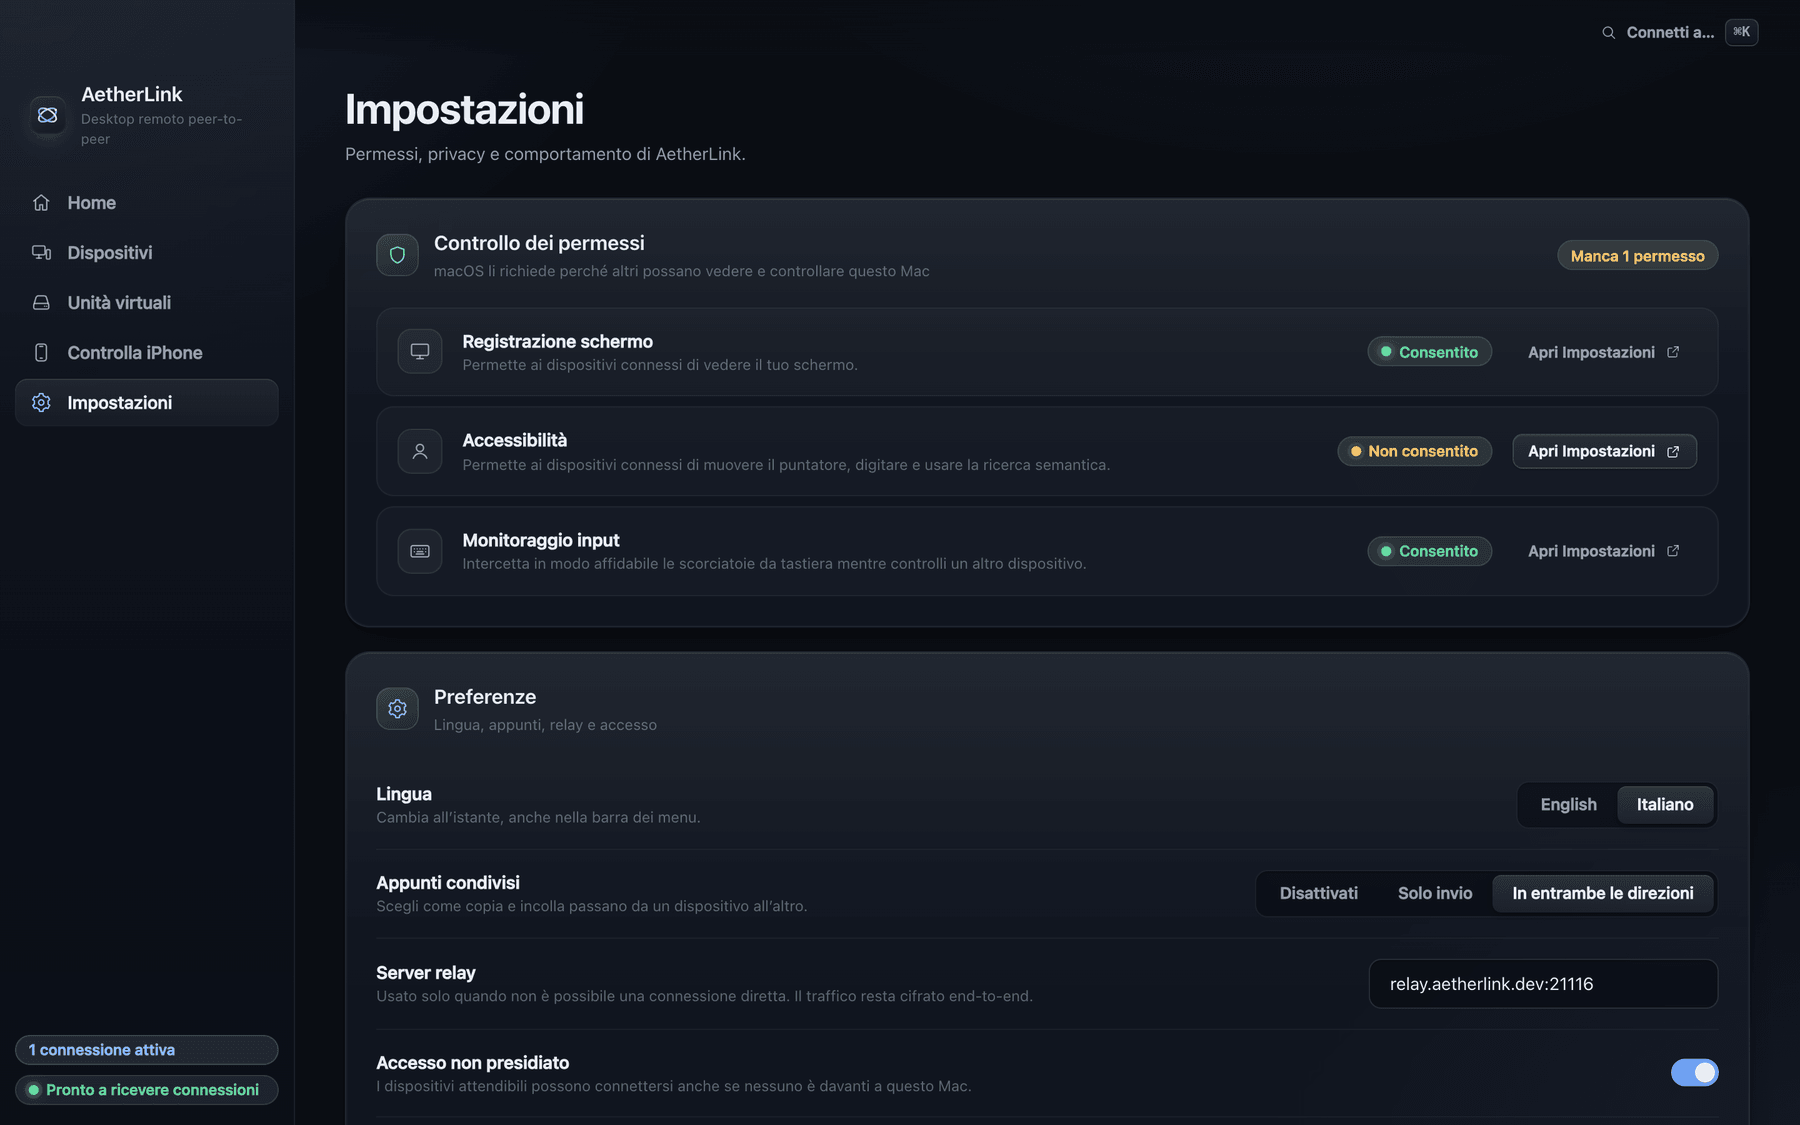 Connetti a... ⌘K
AetherLink
Desktop remoto peer-to-
peer
Home
Dispositivi
Unità virtuali
Controlla iPhone
Impostazioni
1 connessione attiva
Pronto a ricevere connessioni
Impostazioni
Permessi, privacy e comportamento di AetherLink.
Controllo dei permessi
macOS li richiede perché altri possano vedere e controllare questo Mac
Manca 1 permesso
Registrazione schermo
Permette ai dispositivi connessi di vedere il tuo schermo.
Consentito
Apri Impostazioni
Accessibilità
Permette ai dispositivi connessi di muovere il puntatore, digitare e usare la ricerca semantica.
Non consentito
Apri Impostazioni
Monitoraggio input
Intercetta in modo affidabile le scorciatoie da tastiera mentre controlli un altro dispositivo.
Consentito
Apri Impostazioni
Preferenze
Lingua, appunti, relay e accesso
Lingua
Cambia all’istante, anche nella barra dei menu.
English
Italiano
Appunti condivisi
Scegli come copia e incolla passano da un dispositivo all’altro.
Disattivati
Solo invio
In entrambe le direzioni
Server relay
Usato solo quando non è possibile una connessione diretta. Il traffico resta cifrato end-to-end.
relay.aetherlink.dev:21116
Accesso non presidiato
I dispositivi attendibili possono connettersi anche se nessuno è davanti a questo Mac.